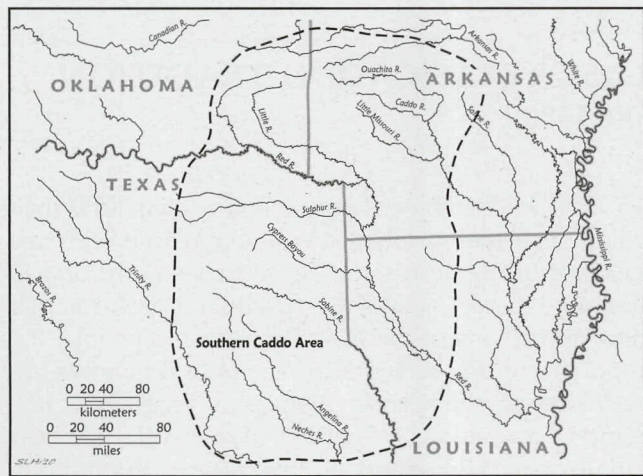 Canadian R.
Arkansas R.
White R.
OKLAHOMA
ARKANSAS
Ouachita R.
Little R.
Caddo R.
Little Missouri R.
Saline R.
Red R.
TEXAS
Sulphur R.
Cypress Bayou
Mississippi R.
Trinity R.
Brazos R.
Sabine R.
Southern Caddo Area
Red R.
0 20 40 80
kilometers
Angelina R.
Neches R.
0 20 40 80
miles
LOUISIANA
SLH-'10